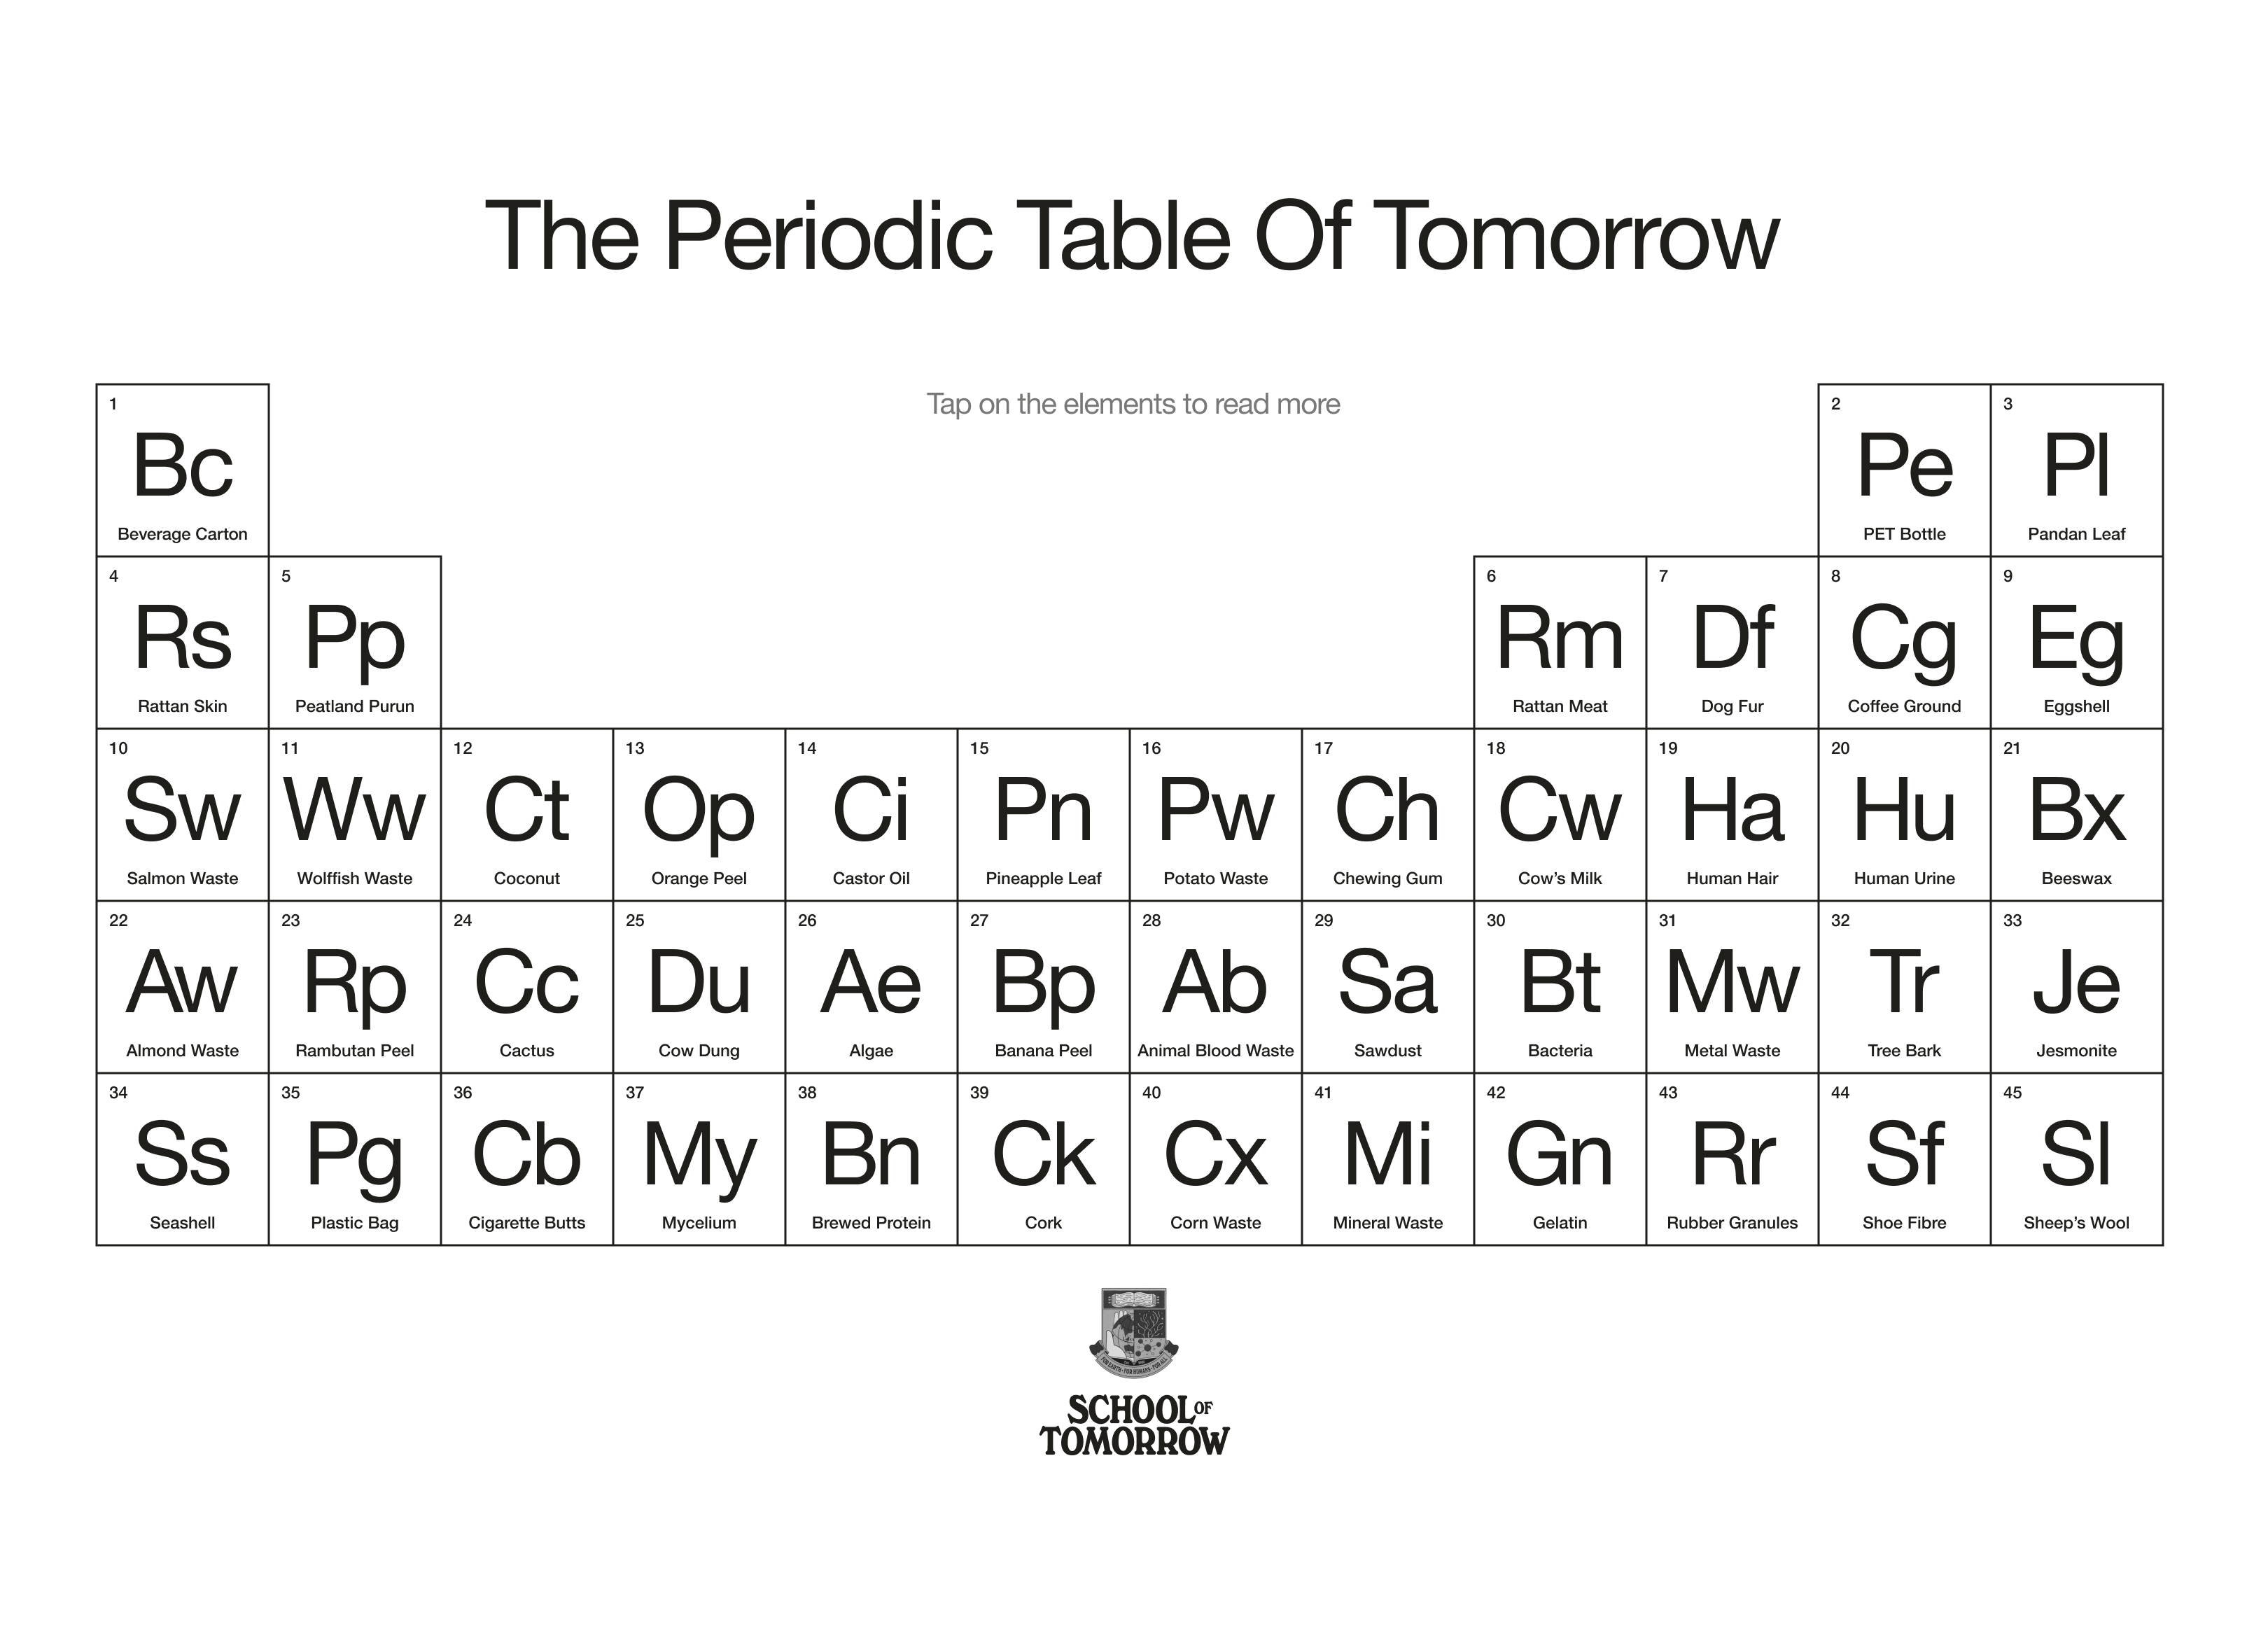 The Periodic Table Of Tomorrow
Tap on the elements to read more
1
Bc
Beverage Carton
2
Pe
PET Bottle
3
Pl
Pandan Leaf
4
Rs
Rattan Skin
5
Pp
Peatland Purun
6
Rm
Rattan Meat
7
Df
Dog Fur
8
Cg
Coffee Ground
9
Eg
Eggshell
10
Sw
Salmon Waste
11
Ww
Wolffish Waste
12
Ct
Coconut
13
Op
Orange Peel
14
Ci
Castor Oil
15
Pn
Pineapple Leaf
16
Pw
Potato Waste
17
Ch
Chewing Gum
18
Cw
Cow’s Milk
19
Ha
Human Hair
20
Hu
Human Urine
21
Bx
Beeswax
22
Aw
Almond Waste
23
Rp
Rambutan Peel
24
Cc
Cactus
25
Du
Cow Dung
26
Ae
Algae
27
Bp
Banana Peel
28
Ab
Animal Blood Waste
29
Sa
Sawdust
30
Bt
Bacteria
31
Mw
Metal Waste
32
Tr
Tree Bark
33
Je
Jesmonite
34
Ss
Seashell
35
Pg
Plastic Bag
36
Cb
Cigarette Butts
37
My
Mycelium
38
Bn
Brewed Protein
39
Ck
Cork
40
Cx
Corn Waste
41
Mi
Mineral Waste
42
Gn
Gelatin
43
Rr
Rubber Granules
44
Sf
Shoe Fibre
45
Sl
Sheep’s Wool
FOR EARTH • FOR HUMANS • FOR ALL
SCHOOL OF
TOMORROW